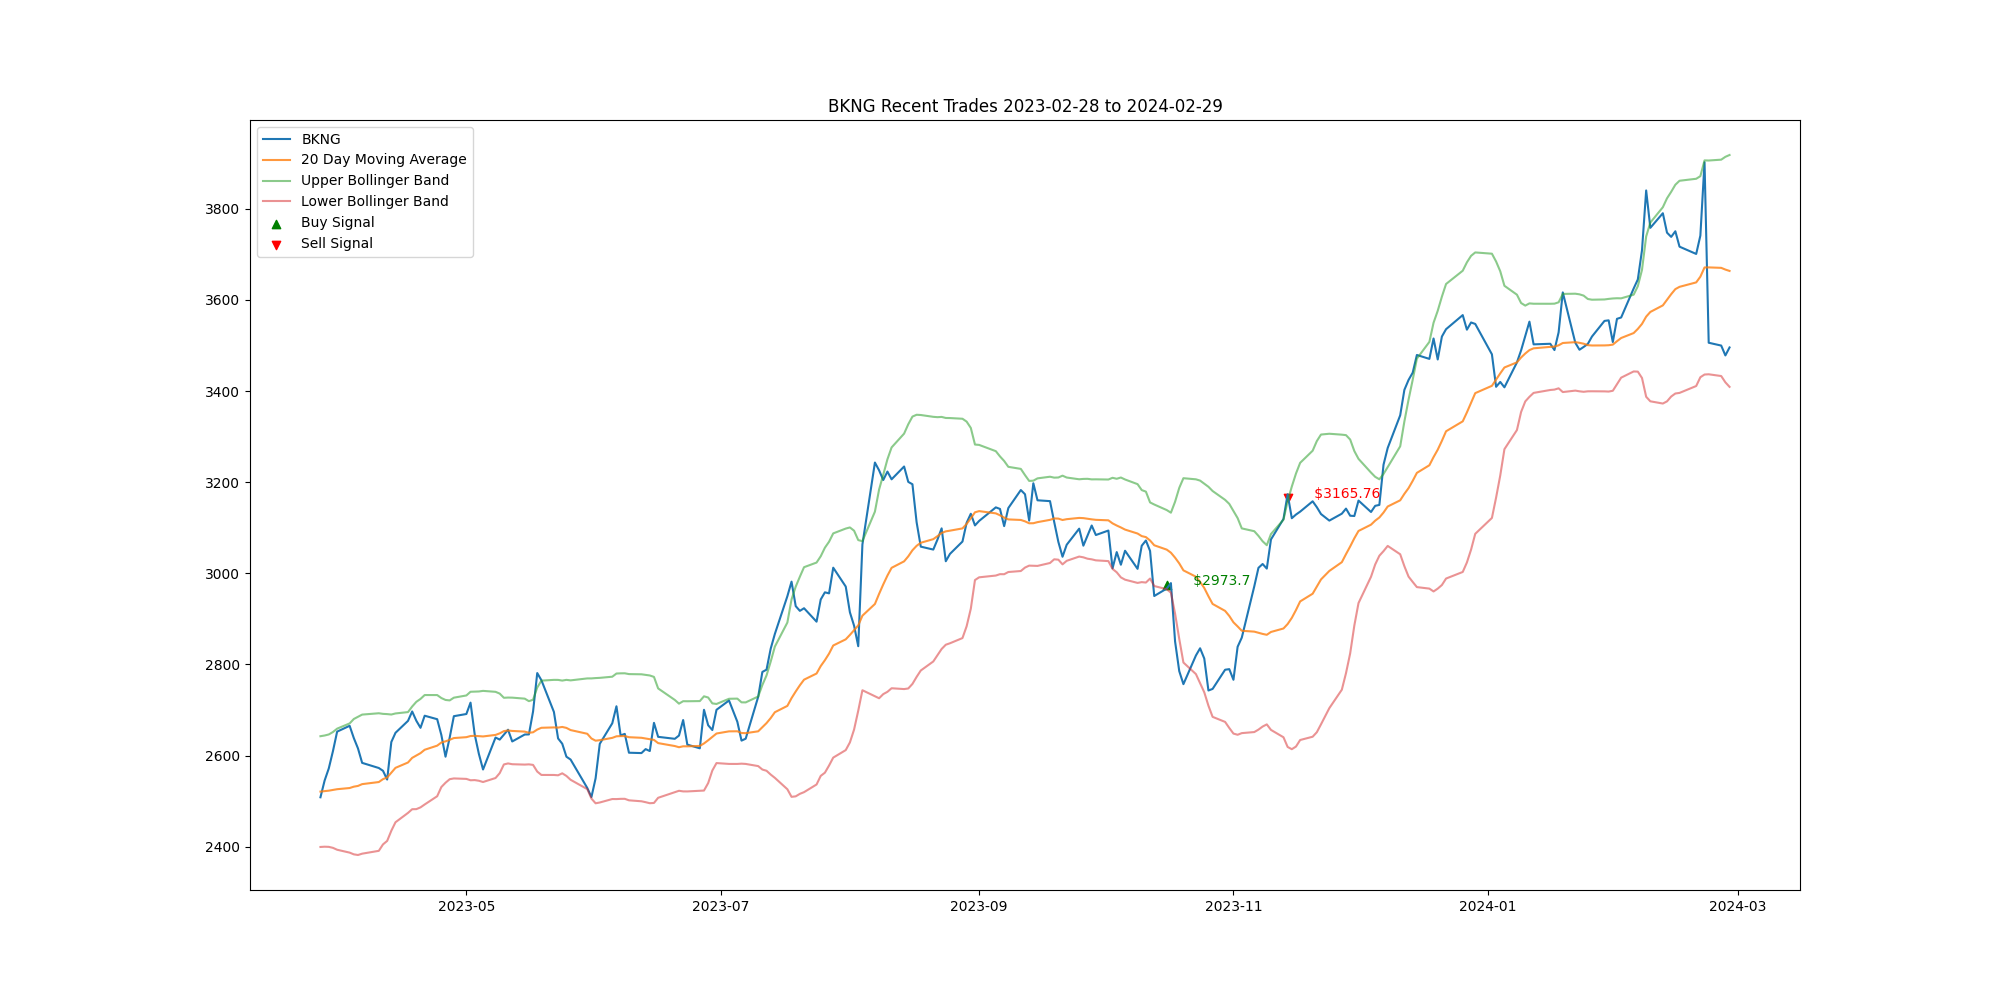 BKNG Recent Trades 2023-02-28 to 2024-02-29
BKNG
20 Day Moving Average
Upper Bollinger Band
Lower Bollinger Band
Buy Signal
Sell Signal
3800
3600
3400
3200
3000
2800
2600
2400
$3165.76
$2973.7
2023-05
2023-07
2023-09
2023-11
2024-01
2024-03